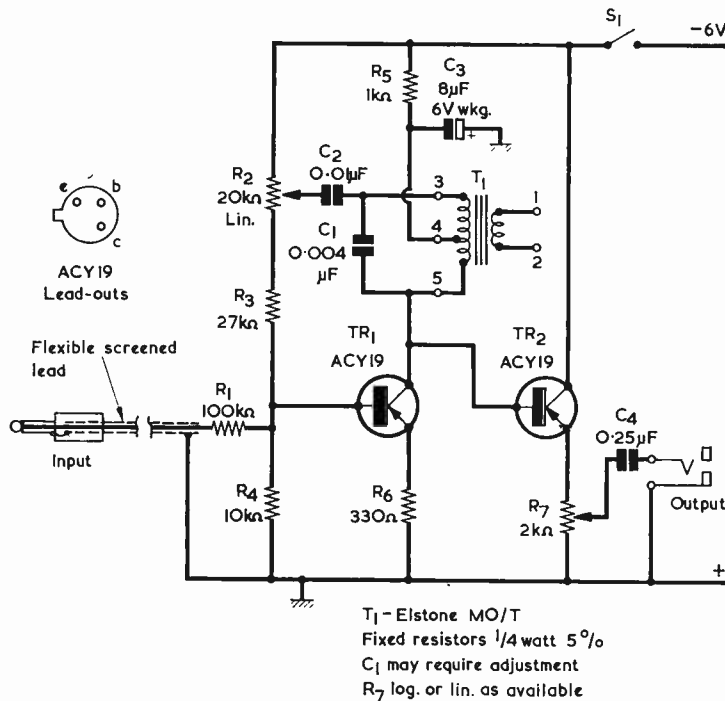 S1
-6V
R5
1kΩ
C3
8µF
6V wkg.
+
C2
0.01µF
R2
20kΩ
Lin.
C1
0.004
µF
3
4
5
T1
1
2
e
b
c
ACY19
Lead-outs
R3
27kΩ
TR1
ACY19
TR2
ACY19
Flexible screened
lead
R1
100kΩ
Input
C4
0.25µF
R4
10kΩ
R6
330Ω
R7
2kΩ
Output
+
T1-Elstone MO/T
Fixed resistors 1/4 watt 5%
C1 may require adjustment
R7 log. or lin. as available